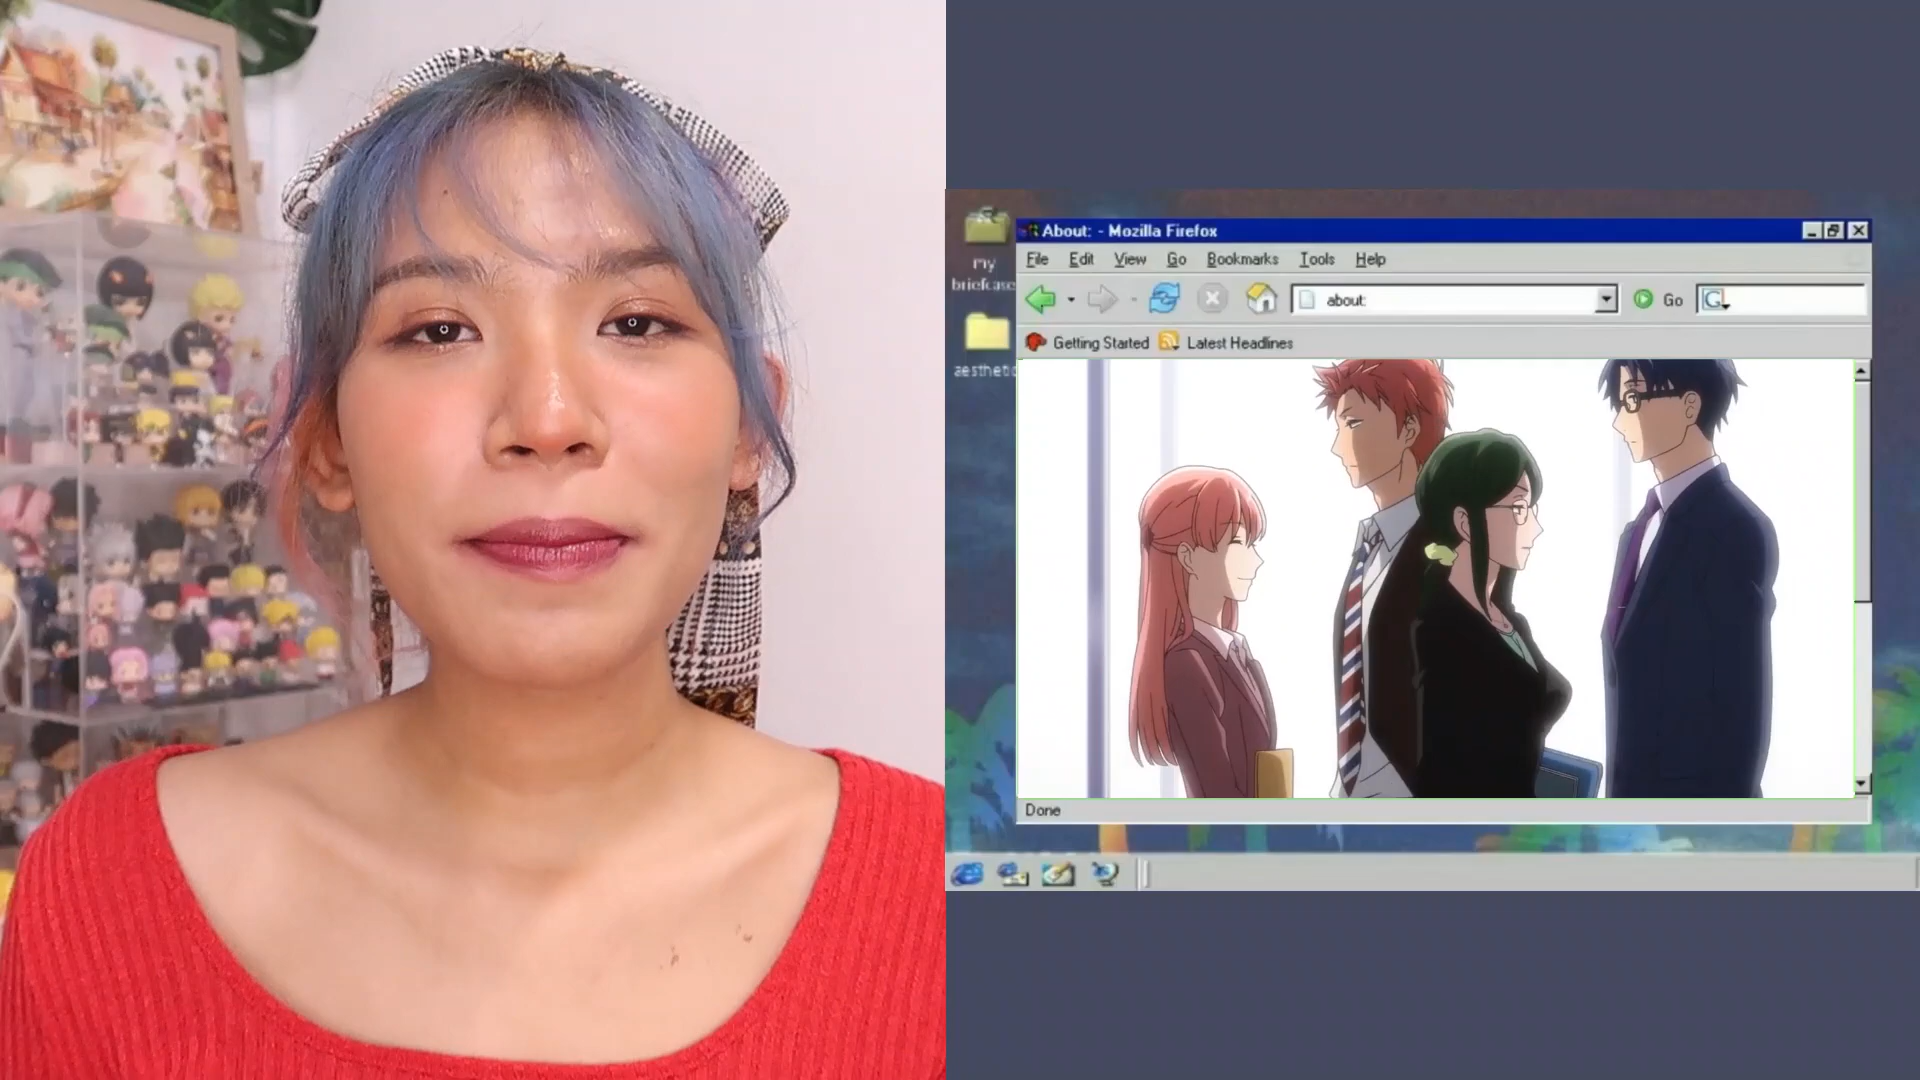 my
briefcase
aesthetic
About: - Mozilla Firefox
File Edit View Go Bookmarks Tools Help
about:
Go
G
Getting Started Latest Headlines
Done